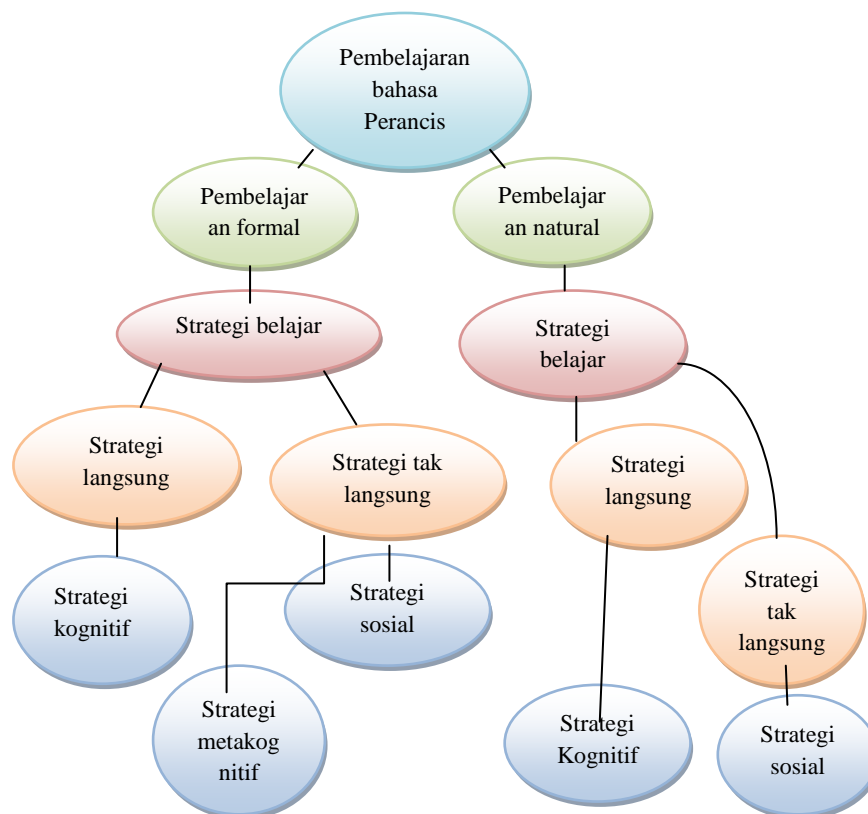 Pembelajaran
bahasa
Perancis
Pembelajar
an formal
Pembelajar
an natural
Strategi belajar
Strategi
belajar
Strategi
langsung
Strategi tak
langsung
Strategi
langsung
Strategi
tak
langsung
Strategi
kognitif
Strategi
sosial
Strategi
metakog
nitif
Strategi
Kognitif
Strategi
sosial